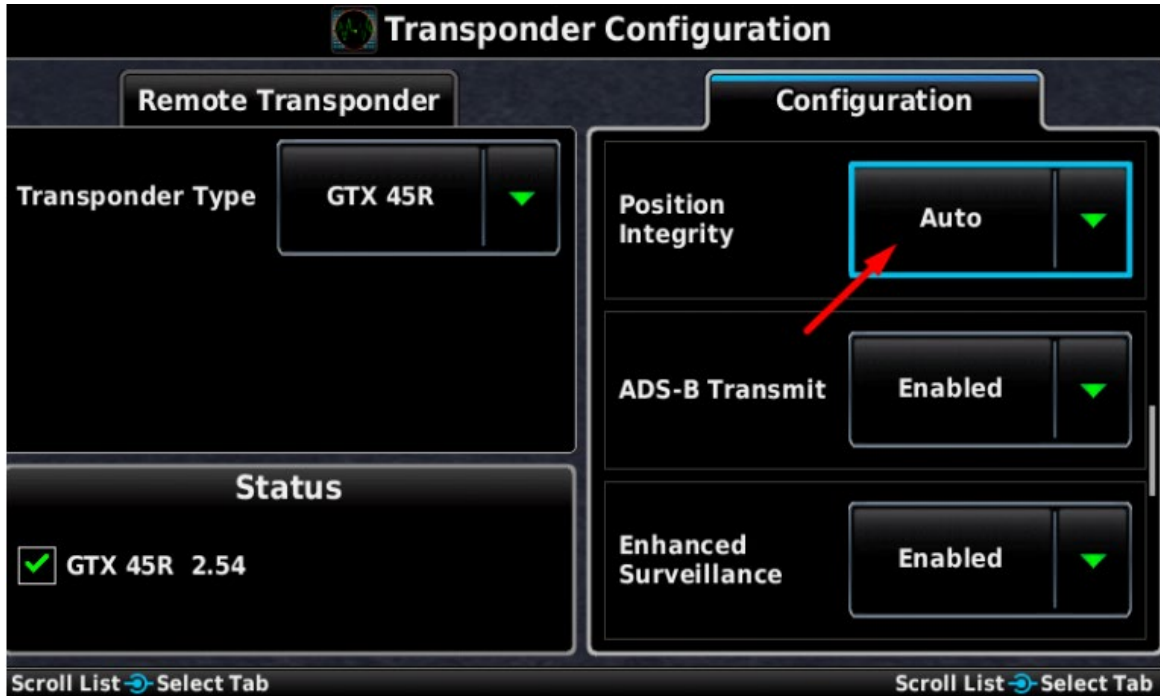 Transponder Configuration
Remote Transponder
Transponder Type
GTX 45R
Status
GTX 45R 2.54
Configuration
Position
Integrity
Auto
ADS-B Transmit
Enabled
Enhanced
Surveillance
Enabled
Scroll List Select Tab
Scroll List Select Tab